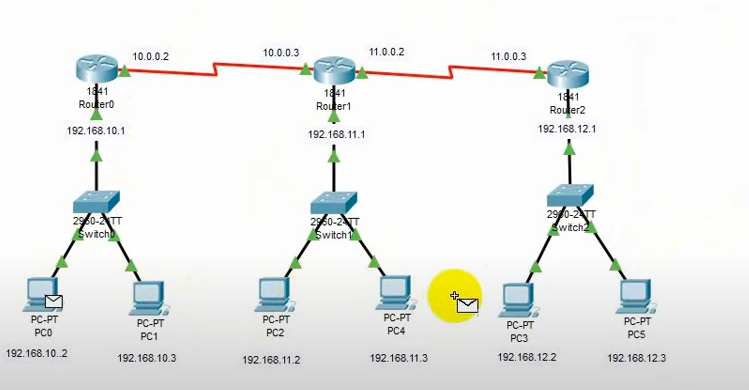 10.0.0.2
10.0.0.3
11.0.0.2
11.0.0.3
1841
Router0
1841
Router1
1841
Router2
192.168.10.1
192.168.11.1
192.168.12.1
2950-24TT
Switch0
2950-24TT
Switch1
2950-24TT
Switch2
PC-PT
PC0
PC-PT
PC1
PC-PT
PC2
PC-PT
PC4
PC-PT
PC3
PC-PT
PC5
192.168.10..2
192.168.10.3
192.168.11.2
192.168.11.3
192.168.12.2
192.168.12.3